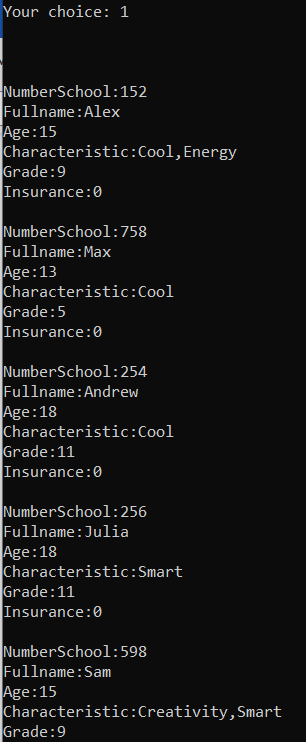 Your choice: 1
NumberSchool:152
Fullname:Alex
Age:15
Characteristic:Cool,Energy
Grade:9
Insurance:0
NumberSchool:758
Fullname:Max
Age:13
Characteristic:Cool
Grade:5
Insurance:0
NumberSchool:254
Fullname:Andrew
Age:18
Characteristic:Cool
Grade:11
Insurance:0
NumberSchool:256
Fullname:Julia
Age:18
Characteristic:Smart
Grade:11
Insurance:0
NumberSchool:598
Fullname:Sam
Age:15
Characteristic:Creativity,Smart
Grade:9